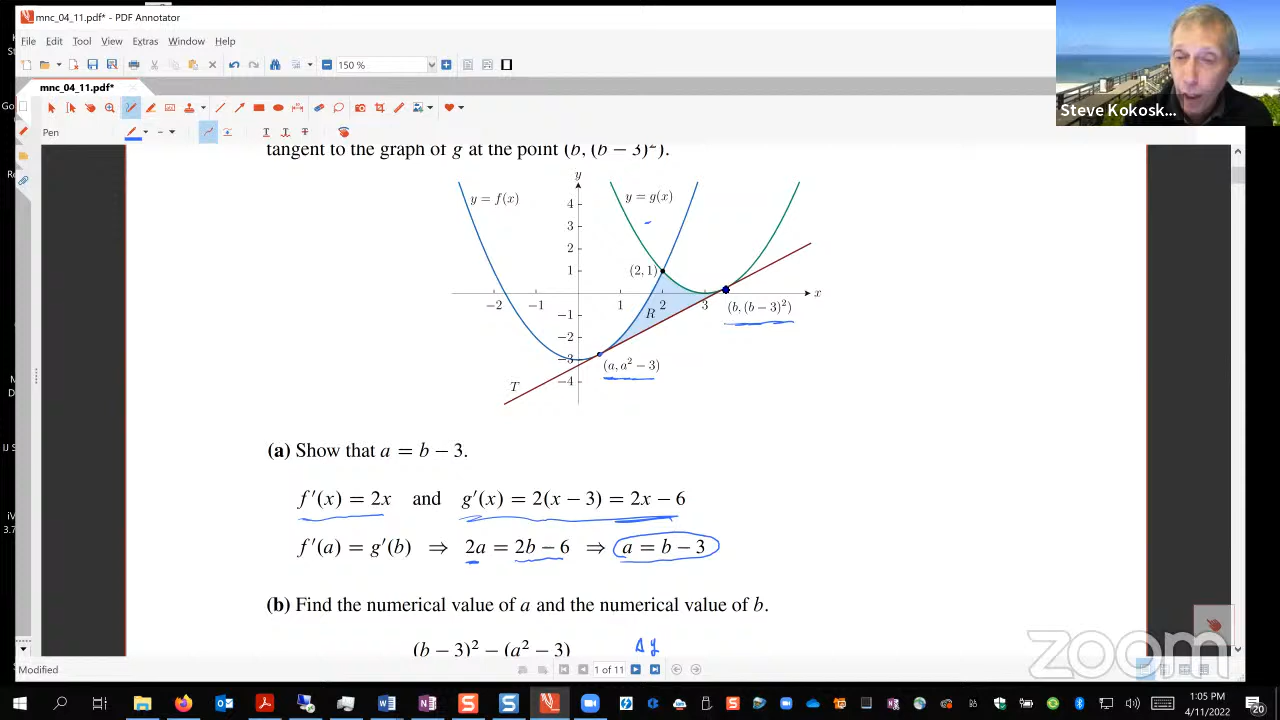 mnc_04_11.pdf* - PDF Annotator
File Edit Tool View Extras Window Help
150 %
mnc_04_11.pdf*
Pen
Steve Kokosk...
tangent to the graph of g at the point (b, (b − 3)²).
y
y = f(x)
y = g(x)
4
3
2
1
(2, 1)
−2 −1 1 2 3 x
−1
R
(b, (b − 3)²)
−2
−3
(a, a² − 3)
−4
T
(a) Show that a = b − 3.
f′(x) = 2x and g′(x) = 2(x − 3) = 2x − 6
f′(a) = g′(b) ⇒ 2a = 2b − 6 ⇒ a = b − 3
(b) Find the numerical value of a and the numerical value of b.
(b − 3)² − (a² − 3) Δy
zoom
Modified
1 of 11
1:05 PM
4/11/2022
20